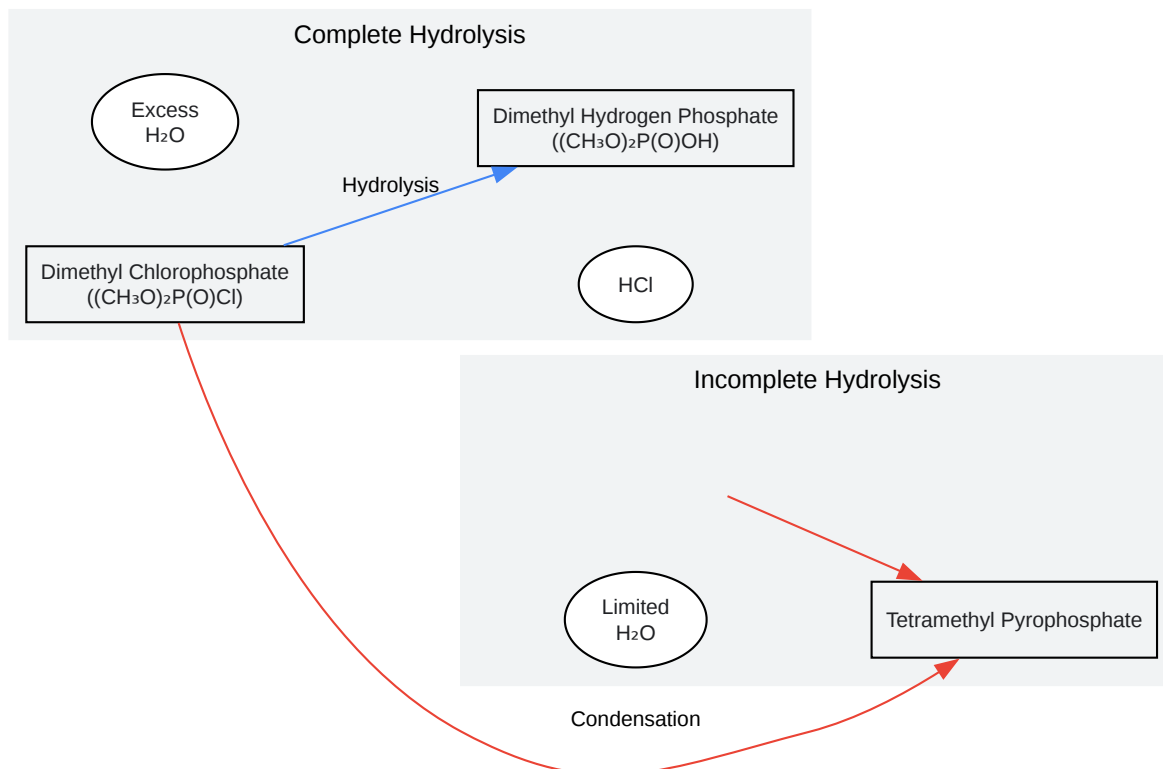 Complete Hydrolysis
Excess
H₂O
Dimethyl Hydrogen Phosphate
((CH₃O)₂P(O)OH)
Hydrolysis
Dimethyl Chlorophosphate
((CH₃O)₂P(O)Cl)
HCl
Incomplete Hydrolysis
Limited
H₂O
Tetramethyl Pyrophosphate
Condensation